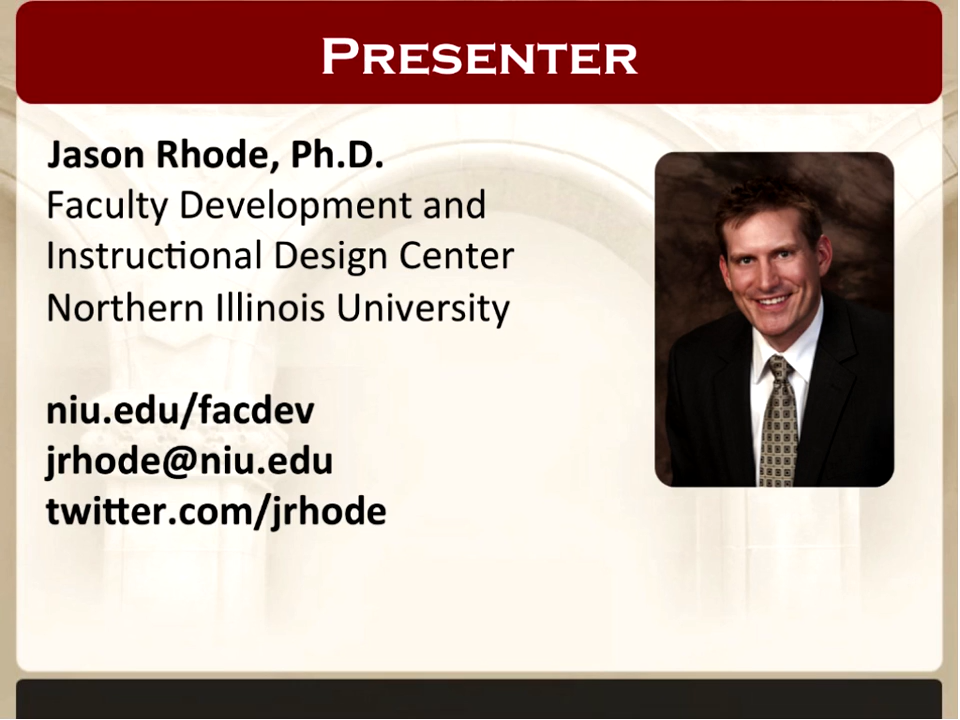 PRESENTER
Jason Rhode, Ph.D.
Faculty Development and
Instructional Design Center
Northern Illinois University
niu.edu/facdev
jrhode@niu.edu
twitter.com/jrhode